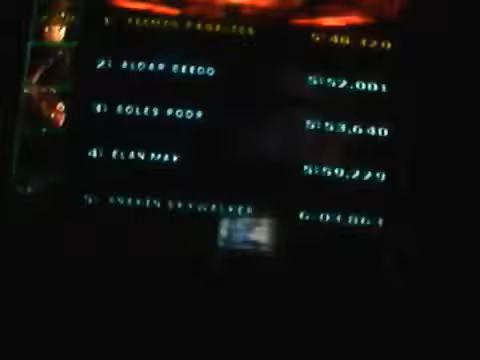 2: ALDAR BEEDO 5:52.001
3: BOLES ROOR 5:53.640
4: ELAN MAK 5:59.229
5: ANAKIN SKYWALKER